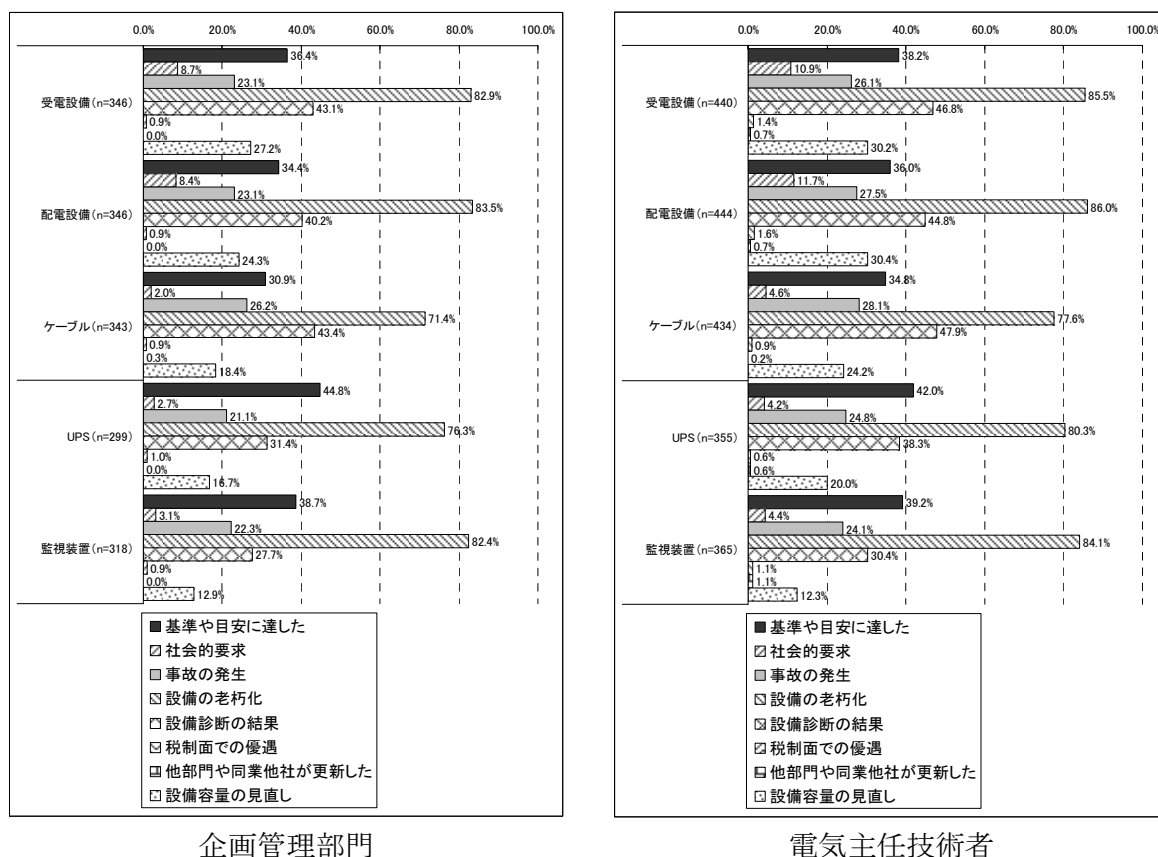 0.0% 20.0% 40.0% 60.0% 80.0% 100.0%
受電設備(n=346)
36.4%
8.7%
23.1%
82.9%
43.1%
0.9%
0.0%
27.2%
配電設備(n=346)
34.4%
8.4%
23.1%
83.5%
40.2%
0.9%
0.0%
24.3%
ケーブル(n=343)
30.9%
2.0%
26.2%
71.4%
43.4%
0.9%
0.3%
18.4%
UPS(n=299)
44.8%
2.7%
21.1%
76.3%
31.4%
1.0%
0.0%
16.7%
監視装置(n=318)
38.7%
3.1%
22.3%
82.4%
27.7%
0.9%
0.0%
12.9%
基準や目安に達した
社会的要求
事故の発生
設備の老朽化
設備診断の結果
税制面での優遇
他部門や同業他社が更新した
設備容量の見直し
企画管理部門
0.0% 20.0% 40.0% 60.0% 80.0% 100.0%
受電設備(n=440)
38.2%
10.9%
26.1%
85.5%
46.8%
1.4%
0.7%
30.2%
配電設備(n=444)
36.0%
11.7%
27.5%
86.0%
44.8%
1.6%
0.7%
30.4%
ケーブル(n=434)
34.8%
4.6%
28.1%
77.6%
47.9%
0.9%
0.2%
24.2%
UPS(n=355)
42.0%
4.2%
24.8%
80.3%
38.3%
0.6%
0.6%
20.0%
監視装置(n=365)
39.2%
4.4%
24.1%
84.1%
30.4%
1.1%
1.1%
12.3%
基準や目安に達した
社会的要求
事故の発生
設備の老朽化
設備診断の結果
税制面での優遇
他部門や同業他社が更新した
設備容量の見直し
電気主任技術者